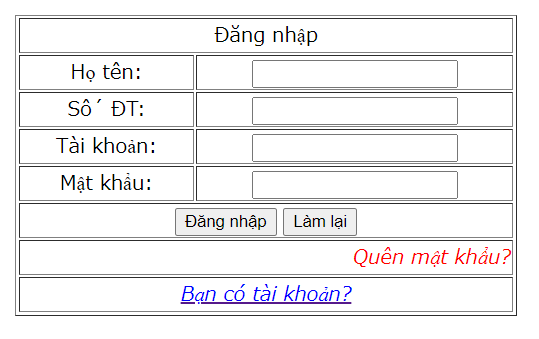 Đăng nhập
Họ tên:
Số ĐT:
Tài khoản:
Mật khẩu:
Đăng nhập Làm lại
Quên mật khẩu?
Bạn có tài khoản?